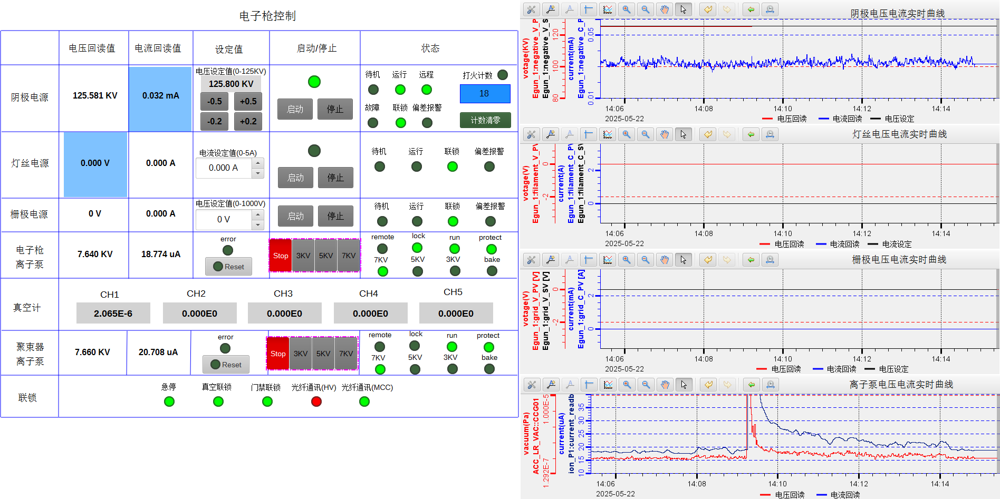 电子枪控制
电压回读值
电流回读值
设定值
启动/停止
状态
阴极电源
125.581 KV
0.032 mA
电压设定值(0-125KV)
125.800 KV
-0.5
+0.5
-0.2
+0.2
启动
停止
待机
运行
远程
打火计数
18
故障
联锁
偏差报警
计数清零
灯丝电源
0.000 V
0.000 A
电流设定值(0-5A)
0.000 A
启动
停止
待机
运行
联锁
偏差报警
栅极电源
0 V
0.000 A
电压设定值(0-1000V)
0 V
启动
停止
待机
运行
联锁
偏差报警
电子枪
离子泵
7.640 KV
18.774 uA
error
Reset
Stop
3KV
5KV
7KV
remote
lock
run
protect
7KV
5KV
3KV
bake
真空计
CH1
CH2
CH3
CH4
CH5
2.065E-6
0.000E0
0.000E0
0.000E0
0.000E0
聚束器
离子泵
7.660 KV
20.708 uA
error
Reset
Stop
3KV
5KV
7KV
remote
lock
run
protect
7KV
5KV
3KV
bake
联锁
急停
真空联锁
门禁联锁
光纤通讯(HV)
光纤通讯(MCC)
阴极电压电流实时曲线
votage(KV)
Egun_1:negative_V_P
Egun_1:negative_V_S
current(mA)
Egun_1:negative_C_P
120
100
80
0.05
0.01
14:06
14:08
14:10
14:12
14:14
2025-05-22
电压回读
电流回读
电压设定
灯丝电压电流实时曲线
votage(V)
Egun_1:filament_V_PV
current(A)
Egun_1:filament_C_PV
Egun_1:filament_C_SV
0
-2
2
0
14:06
14:08
14:10
14:12
14:14
2025-05-22
电压回读
电流回读
电流设定
栅极电压电流实时曲线
votage(V)
Egun_1:grid_V_PV [V]
Egun_1:grid_V_SV [V]
current(mA)
Egun_1:grid_C_PV [A]
0
-2
2
0
14:06
14:08
14:10
14:12
14:14
2025-05-22
电压回读
电流回读
电压设定
离子泵电压电流实时曲线
vacuum(Pa)
ACC_LR_VAC::CCG01
current(uA)
ion_P1:current_readb
1.000E-5
1.292E-7
35
30
25
20
15
10
14:06
14:08
14:10
14:12
14:14
2025-05-22
电压回读
电流回读